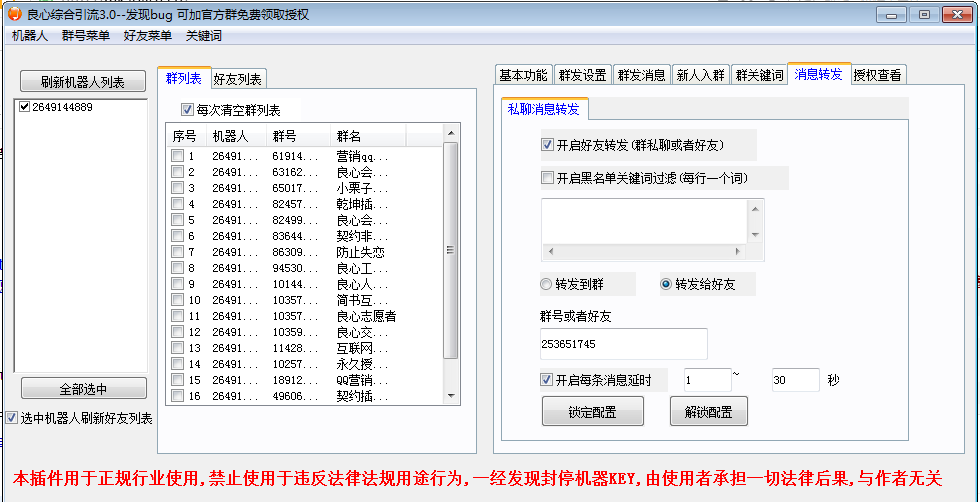 良心综合引流3.0--发现bug 可加官方群免费领取授权
机器人 群号菜单 好友菜单 关键词
刷新机器人列表
2649144889
全部选中
选中机器人刷新好友列表
群列表 好友列表
每次清空群列表
序号 机器人 群号 群名
1 26491... 61914... 营销qq...
2 26491... 63162... 良心会...
3 26491... 65017... 小栗子...
4 26491... 82457... 乾坤插...
5 26491... 82499... 良心会...
6 26491... 83644... 契约非...
7 26491... 86309... 防止失恋
8 26491... 94530... 良心工...
9 26491... 10144... 良心人...
10 26491... 10357... 简书互...
11 26491... 10357... 良心志愿者
12 26491... 10359... 良心交...
13 26491... 11428... 互联网...
14 26491... 10257... 永久授...
15 26491... 18912... QQ营销...
16 26491... 49606... 契约插...
基本功能 群发设置 群发消息 新人入群 群关键词 消息转发 授权查看
私聊消息转发
开启好友转发(群私聊或者好友)
开启黑名单关键词过滤(每行一个词)
转发到群 转发给好友
群号或者好友
253651745
开启每条消息延时 1 ~ 30 秒
锁定配置 解锁配置
本插件用于正规行业使用,禁止使用于违反法律法规用途行为,一经发现封停机器KEY,由使用者承担一切法律后果,与作者无关